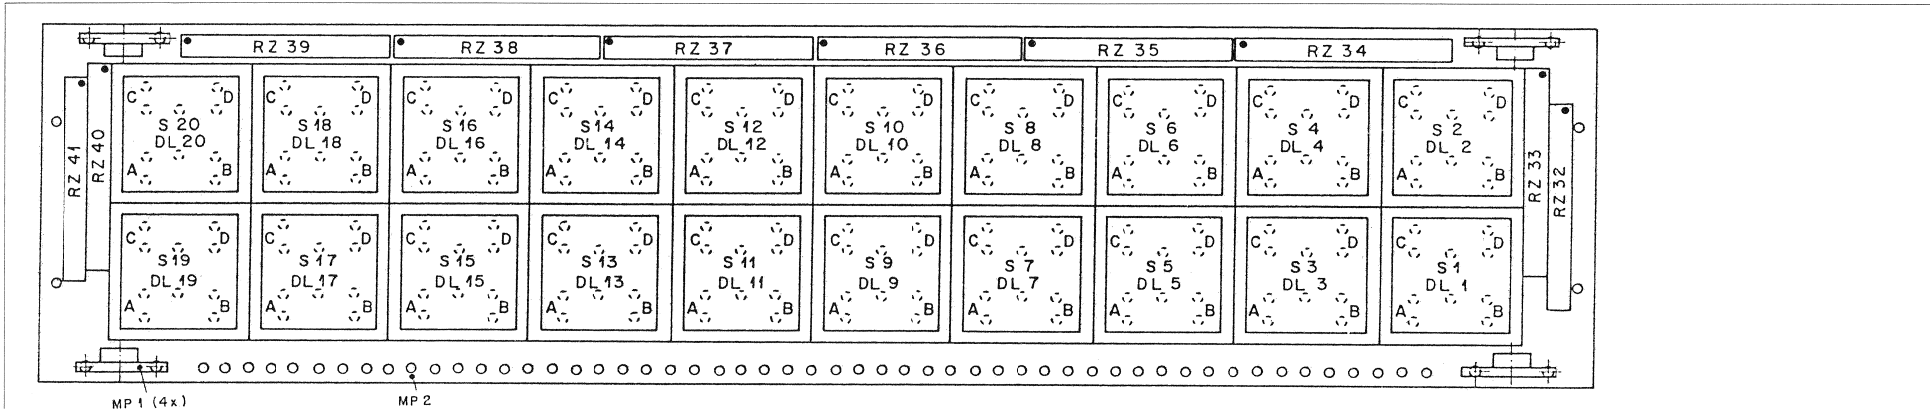 RZ 39 RZ 38 RZ 37 RZ 36 RZ 35 RZ 34
RZ 41
RZ 40
C D C D C D C D C D C D C D C D C D C D
S 20 S 18 S 16 S 14 S 12 S 10 S 8 S 6 S 4 S 2
DL 20 DL 18 DL 16 DL 14 DL 12 DL 10 DL 8 DL 6 DL 4 DL 2
A B A B A B A B A B A B A B A B A B A B
RZ 33
RZ 32
C D C D C D C D C D C D C D C D C D C D
S 19 S 17 S 15 S 13 S 11 S 9 S 7 S 5 S 3 S 1
DL 19 DL 17 DL 15 DL 13 DL 11 DL 9 DL 7 DL 5 DL 3 DL 1
A B A B A B A B A B A B A B A B A B A B
MP 1 (4x) MP 2